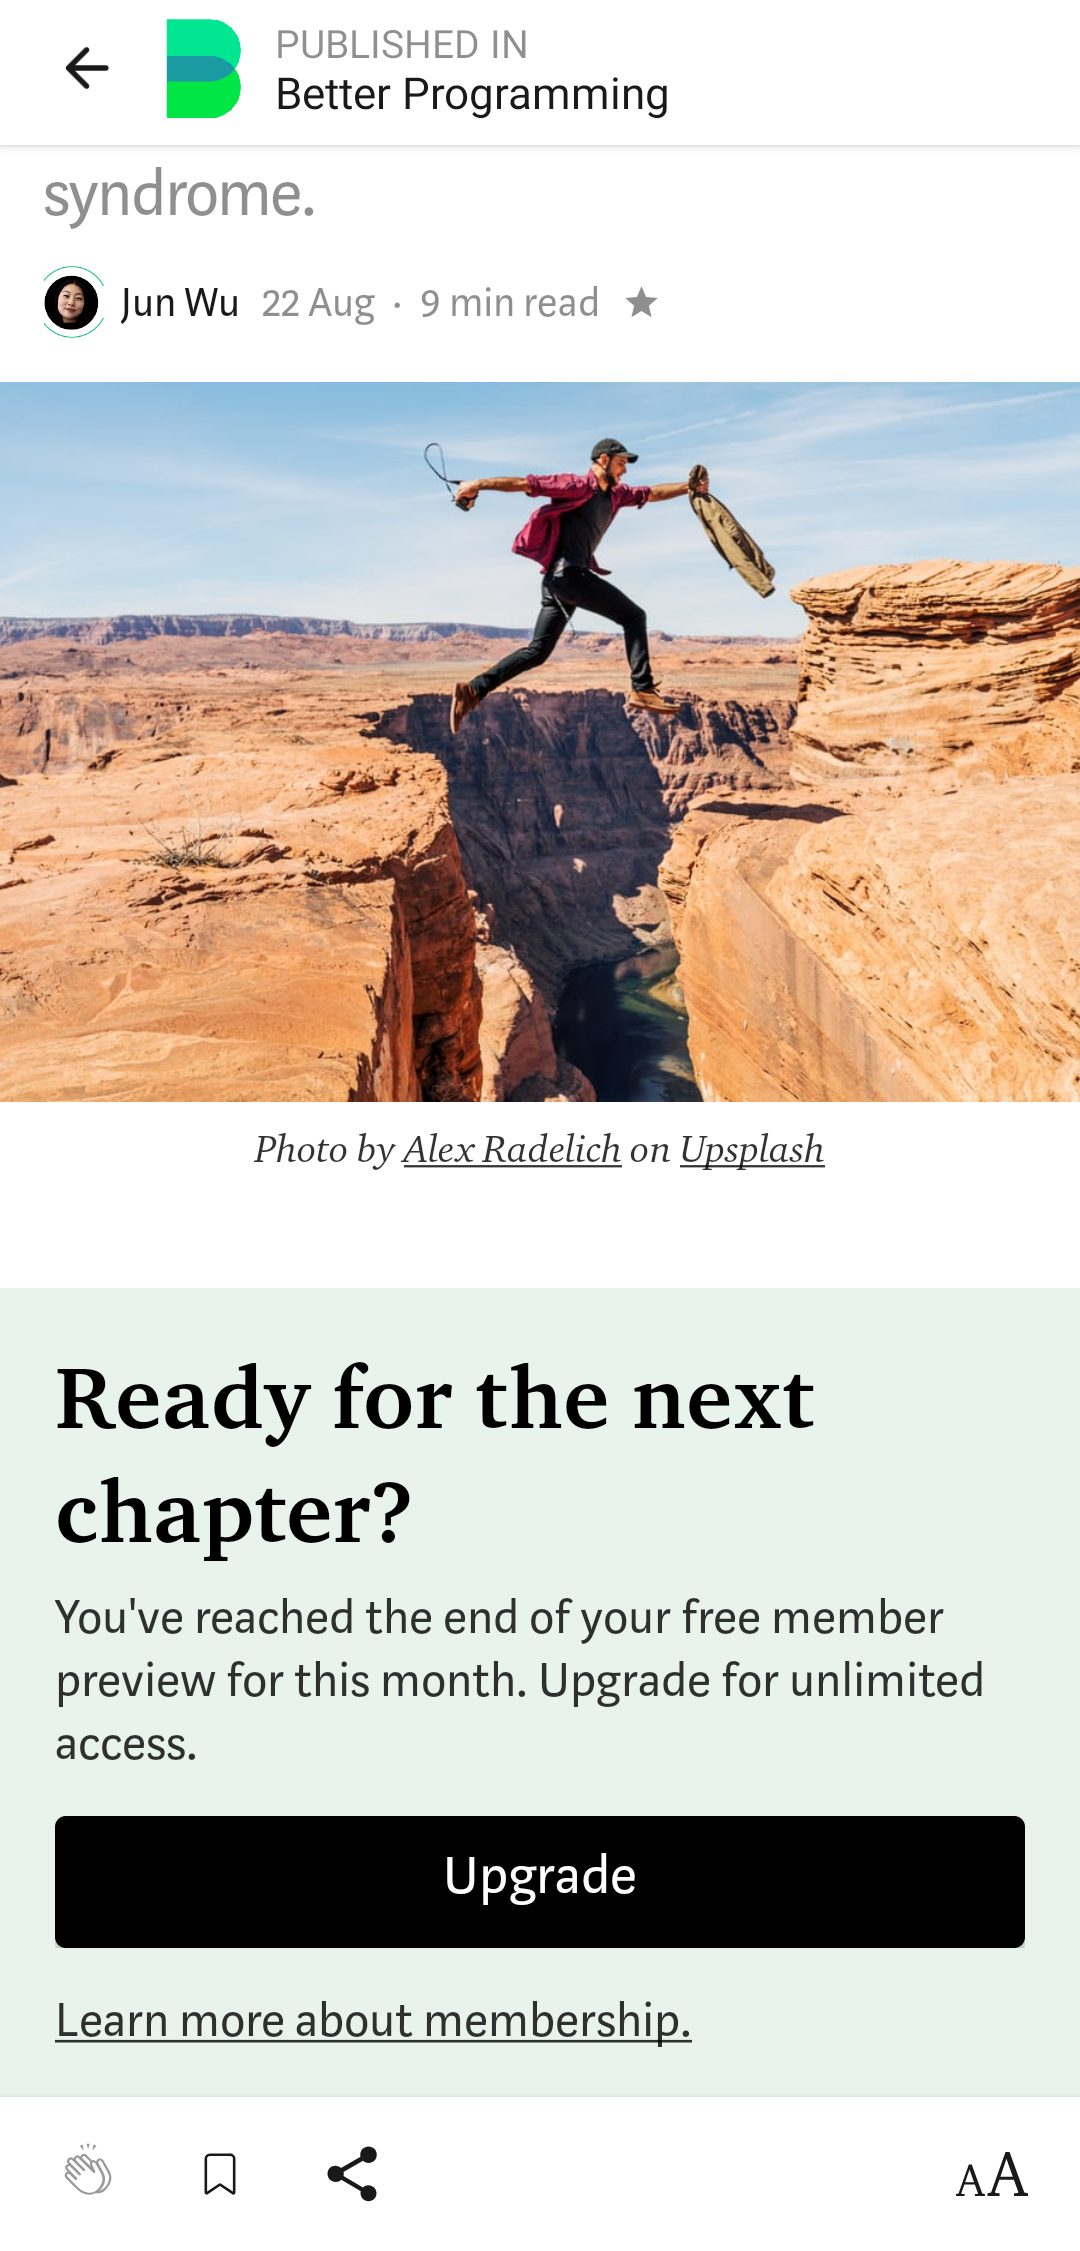 PUBLISHED IN
Better Programming
syndrome.
Jun Wu 22 Aug · 9 min read
Photo by Alex Radelich on Upsplash
Ready for the next
chapter?
You've reached the end of your free member
preview for this month. Upgrade for unlimited
access.
Upgrade
Learn more about membership.
AA